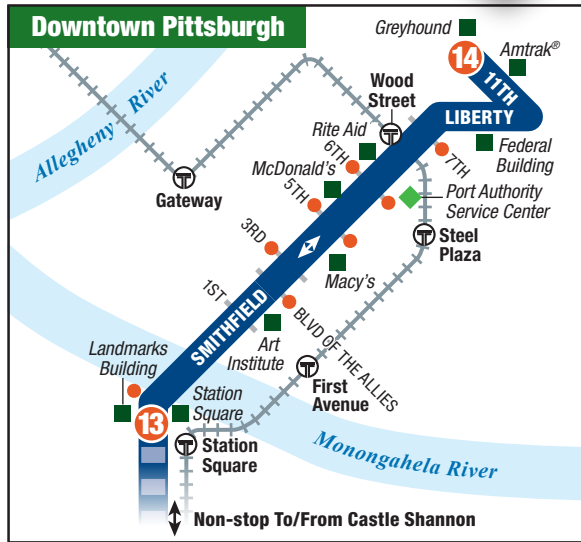 Downtown Pittsburgh
Greyhound
14
Amtrak®
11TH
Wood
Street
LIBERTY
Allegheny River
Rite Aid
6TH
7TH
Federal
Building
McDonald's
5TH
Gateway
Port Authority
Service Center
3RD
Steel
Plaza
Macy's
1ST
SMITHFIELD
BLVD OF THE ALLIES
Art
Institute
Landmarks
Building
First
Avenue
Station
Square
13
Station
Square
Monongahela River
Non-stop To/From Castle Shannon